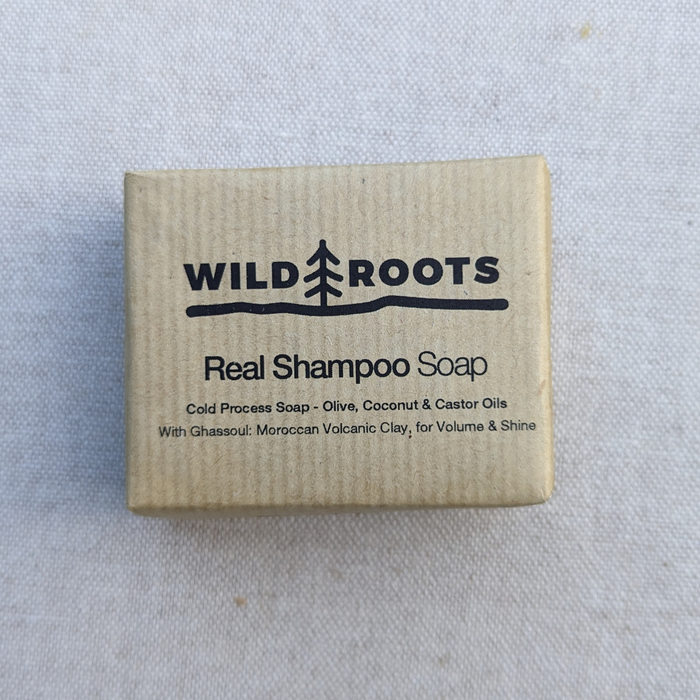 WILD ROOTS
Real Shampoo Soap
Cold Process Soap - Olive, Coconut & Castor Oils
With Ghassoul: Moroccan Volcanic Clay, for Volume & Shine